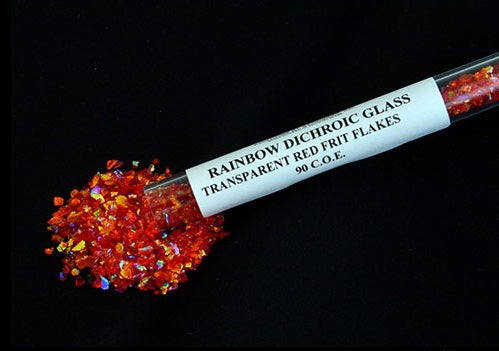 RAINBOW DICHROIC GLASS
TRANSPARENT RED FRIT FLAKES
90 C.O.E.